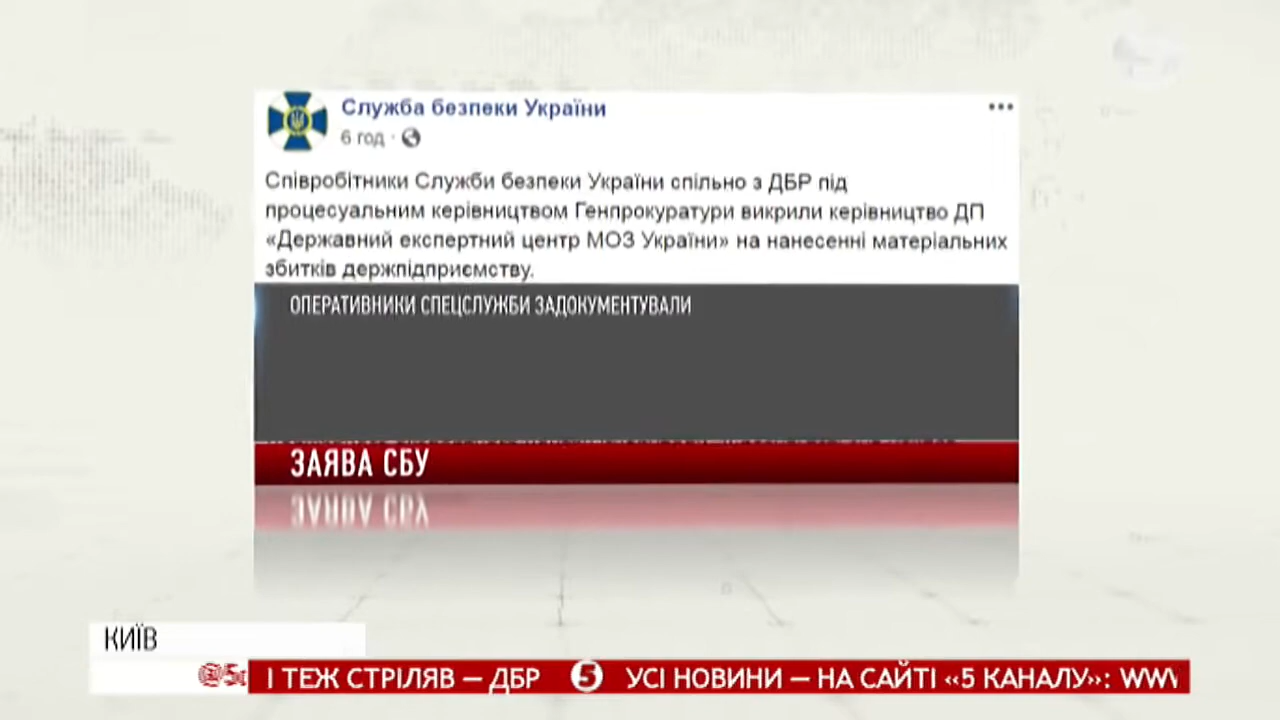 Служба безпеки України
6 год ·
Співробітники Служби безпеки України спільно з ДБР під
процесуальним керівництвом Генпрокуратури викрили керівництво ДП
«Державний експертний центр МОЗ України» на нанесенні матеріальних
збитків держпідприємству.
ОПЕРАТИВНИКИ СПЕЦСЛУЖБИ ЗАДОКУМЕНТУВАЛИ
ЗАЯВА СБУ
КИЇВ
І ТЕЖ СТРІЛЯВ — ДБР 5 УСІ НОВИНИ — НА САЙТІ «5 КАНАЛУ»: WWW